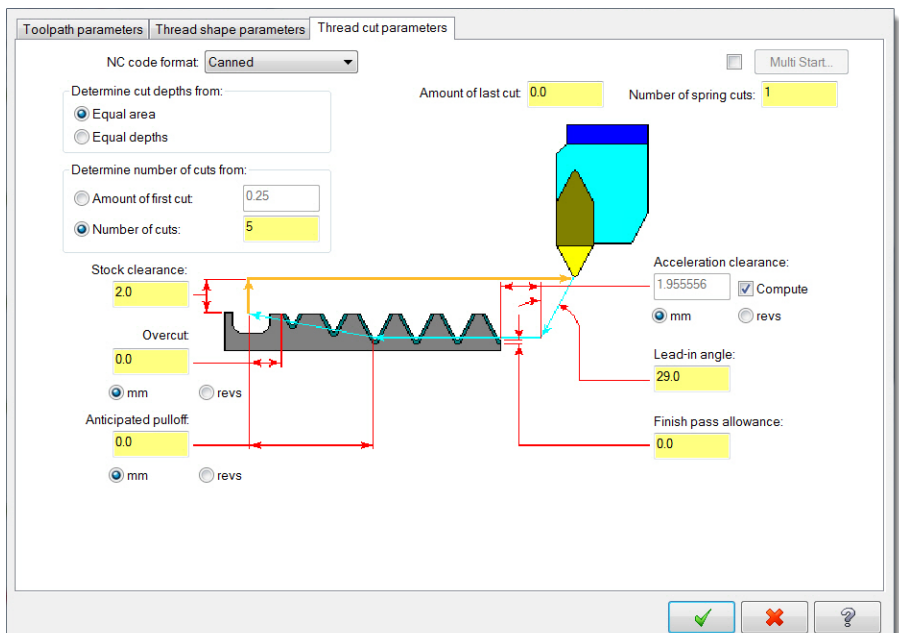 Toolpath parameters
Thread shape parameters
Thread cut parameters
NC code format: Canned
Multi Start...
Determine cut depths from:
Equal area
Equal depths
Amount of last cut: 0.0
Number of spring cuts: 1
Determine number of cuts from:
Amount of first cut: 0.25
Number of cuts: 5
Stock clearance:
2.0
Overcut:
0.0
mm
revs
Anticipated pulloff:
0.0
mm
revs
Acceleration clearance:
1.955556
Compute
mm
revs
Lead-in angle:
29.0
Finish pass allowance:
0.0
?